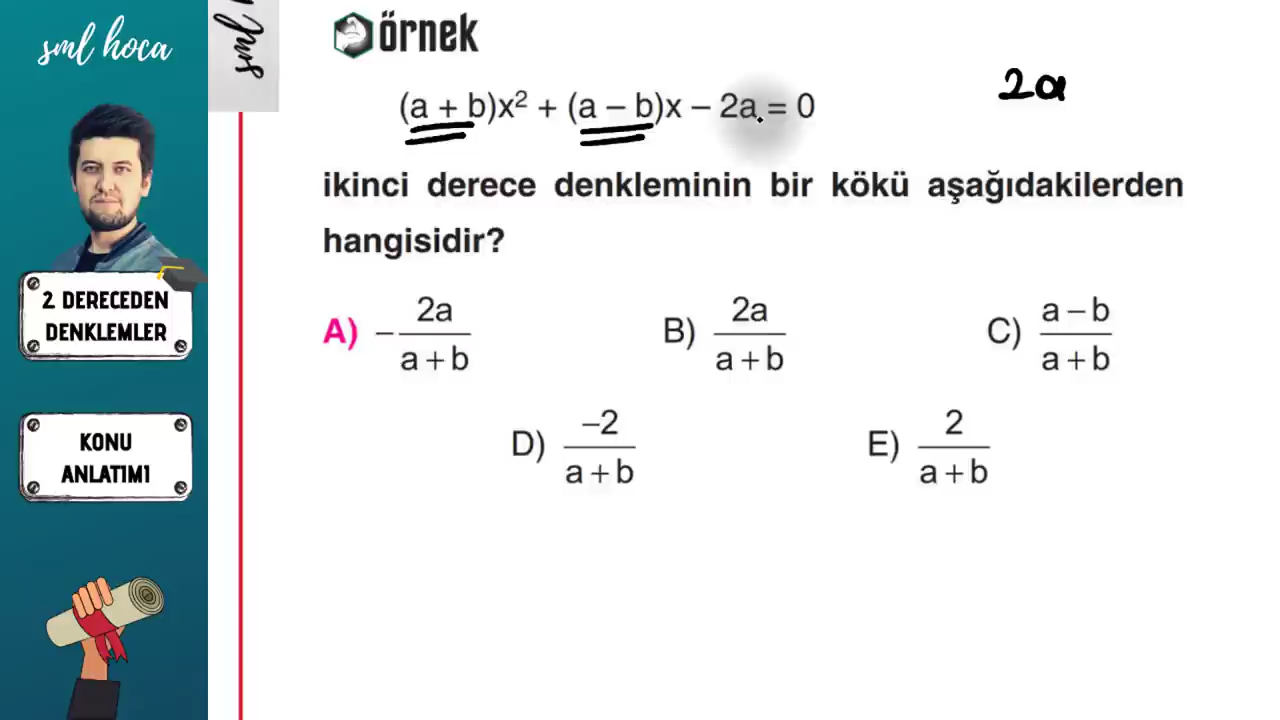 sml hoca
2. DERECEDEN
DENKLEMLER
KONU
ANLATIMI
örnek
2a
(a + b)x² + (a − b)x − 2a = 0
ikinci derece denkleminin bir kökü aşağıdakilerden
hangisidir?
A) − 2a / a + b
B) 2a / a + b
C) a − b / a + b
D) −2 / a + b
E) 2 / a + b